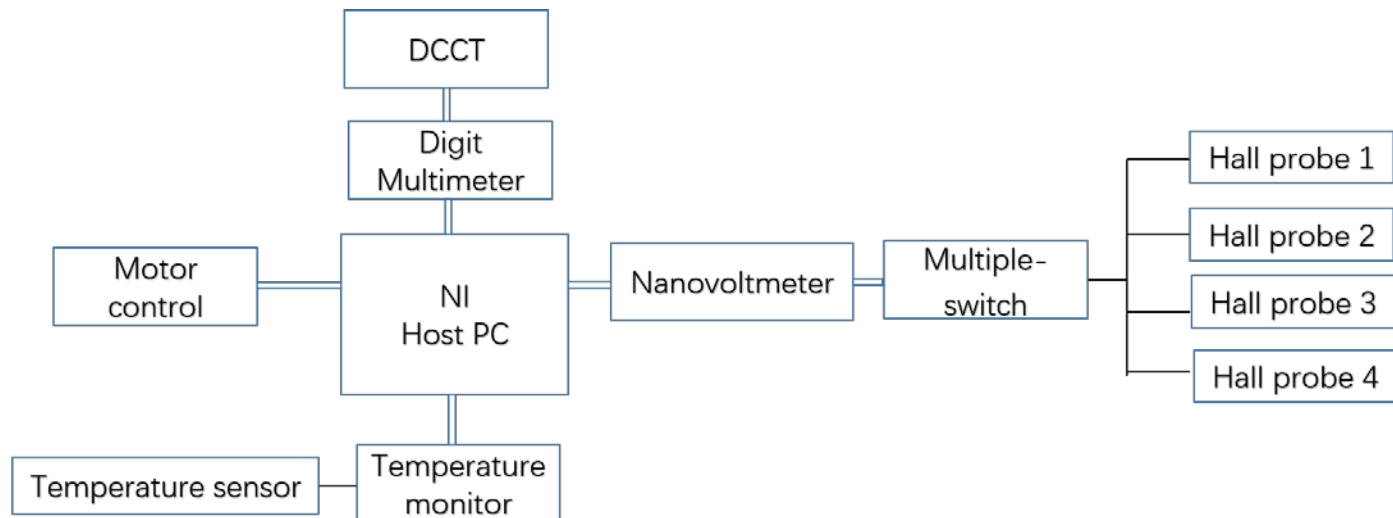 DCCT
Digit
Multimeter
Motor
control
NI
Host PC
Nanovoltmeter
Multiple-
switch
Hall probe 1
Hall probe 2
Hall probe 3
Hall probe 4
Temperature sensor
Temperature
monitor